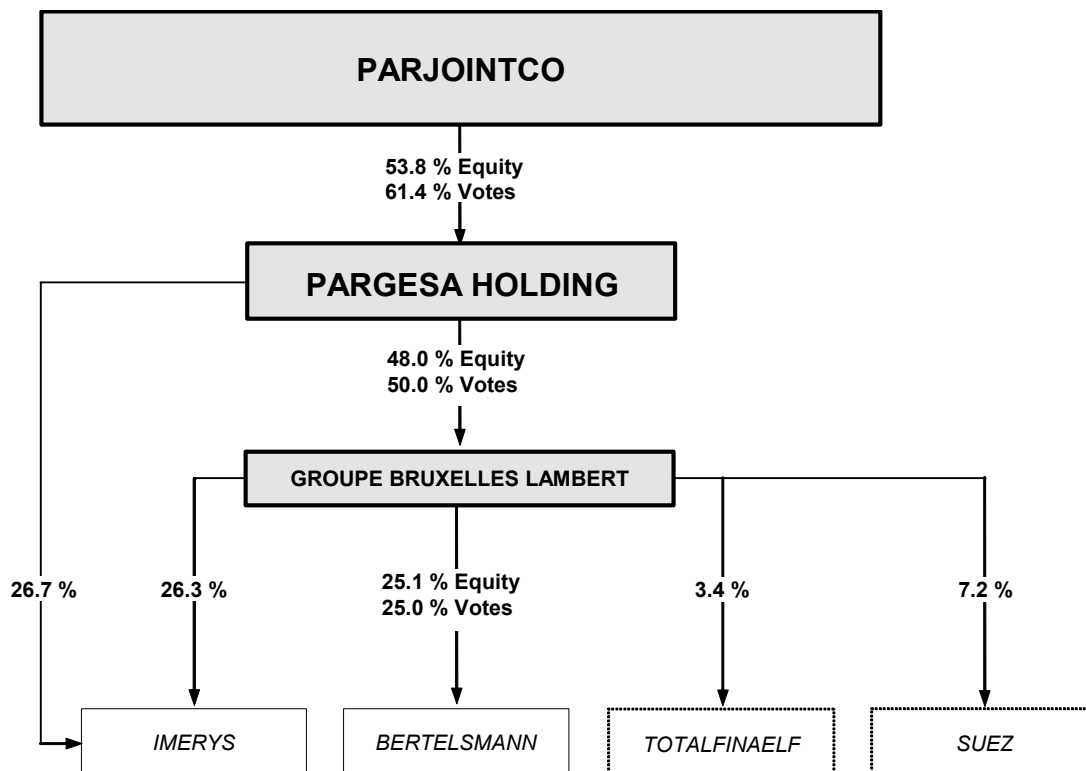 PARJOINTCO
53.8 % Equity
61.4 % Votes
PARGESA HOLDING
48.0 % Equity
50.0 % Votes
GROUPE BRUXELLES LAMBERT
26.7 %
26.3 %
25.1 % Equity
25.0 % Votes
3.4 %
7.2 %
IMERYS
BERTELSMANN
TOTALFINAELF
SUEZ